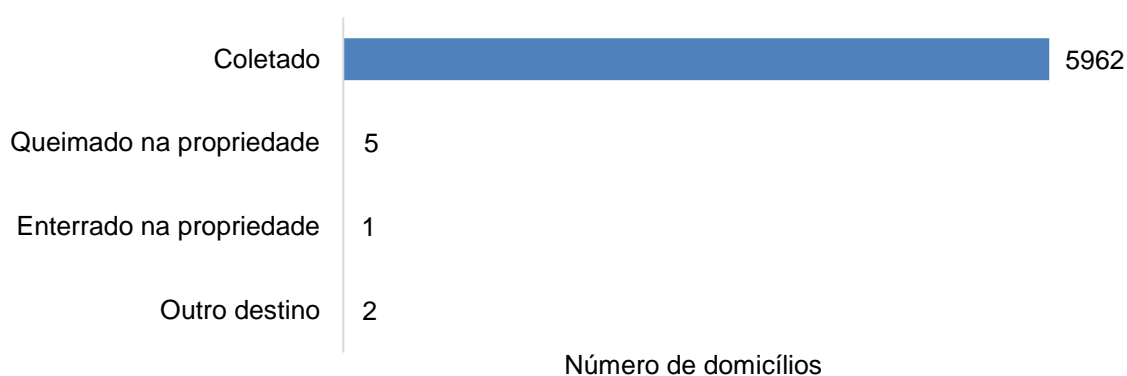 Coletado 5962
Queimado na propriedade 5
Enterrado na propriedade 1
Outro destino 2
Número de domicílios